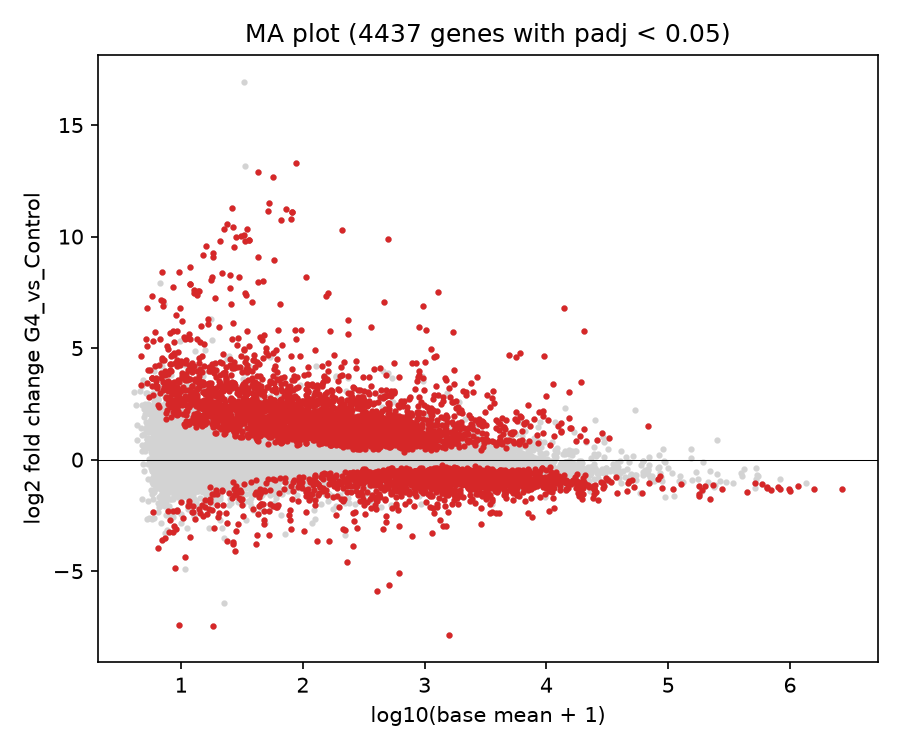 MA plot (4437 genes with padj < 0.05)
log2 fold change G4_vs_Control
15
10
5
0
−5
1 2 3 4 5 6
log10(base mean + 1)